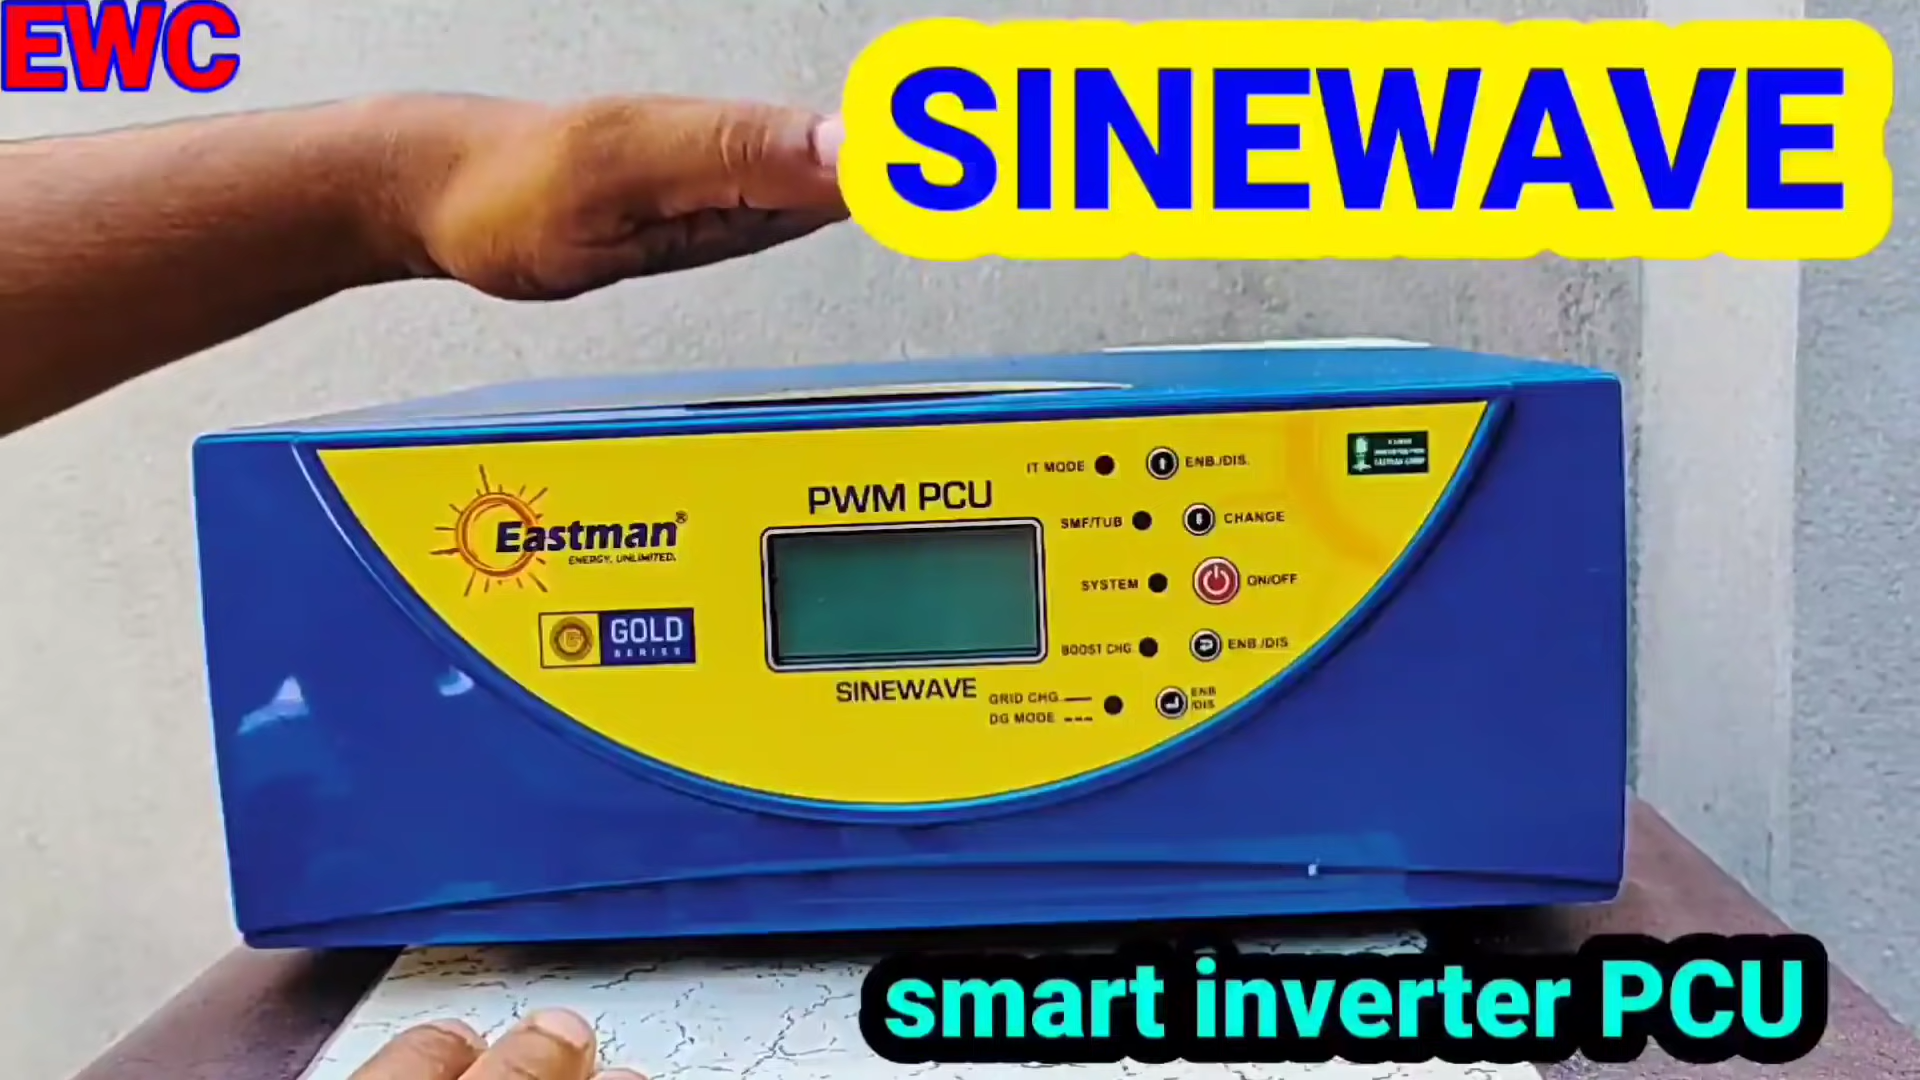 EWC
SINEWAVE
Eastman®
ENERGY. UNLIMITED.
GOLD
SERIES
PWM PCU
SINEWAVE
IT MODE ENB./DIS.
SMF/TUB CHANGE
SYSTEM ON/OFF
BOOST CHG. ENB./DIS
GRID CHG. ENB
DG MODE --- /DIS
smart inverter PCU